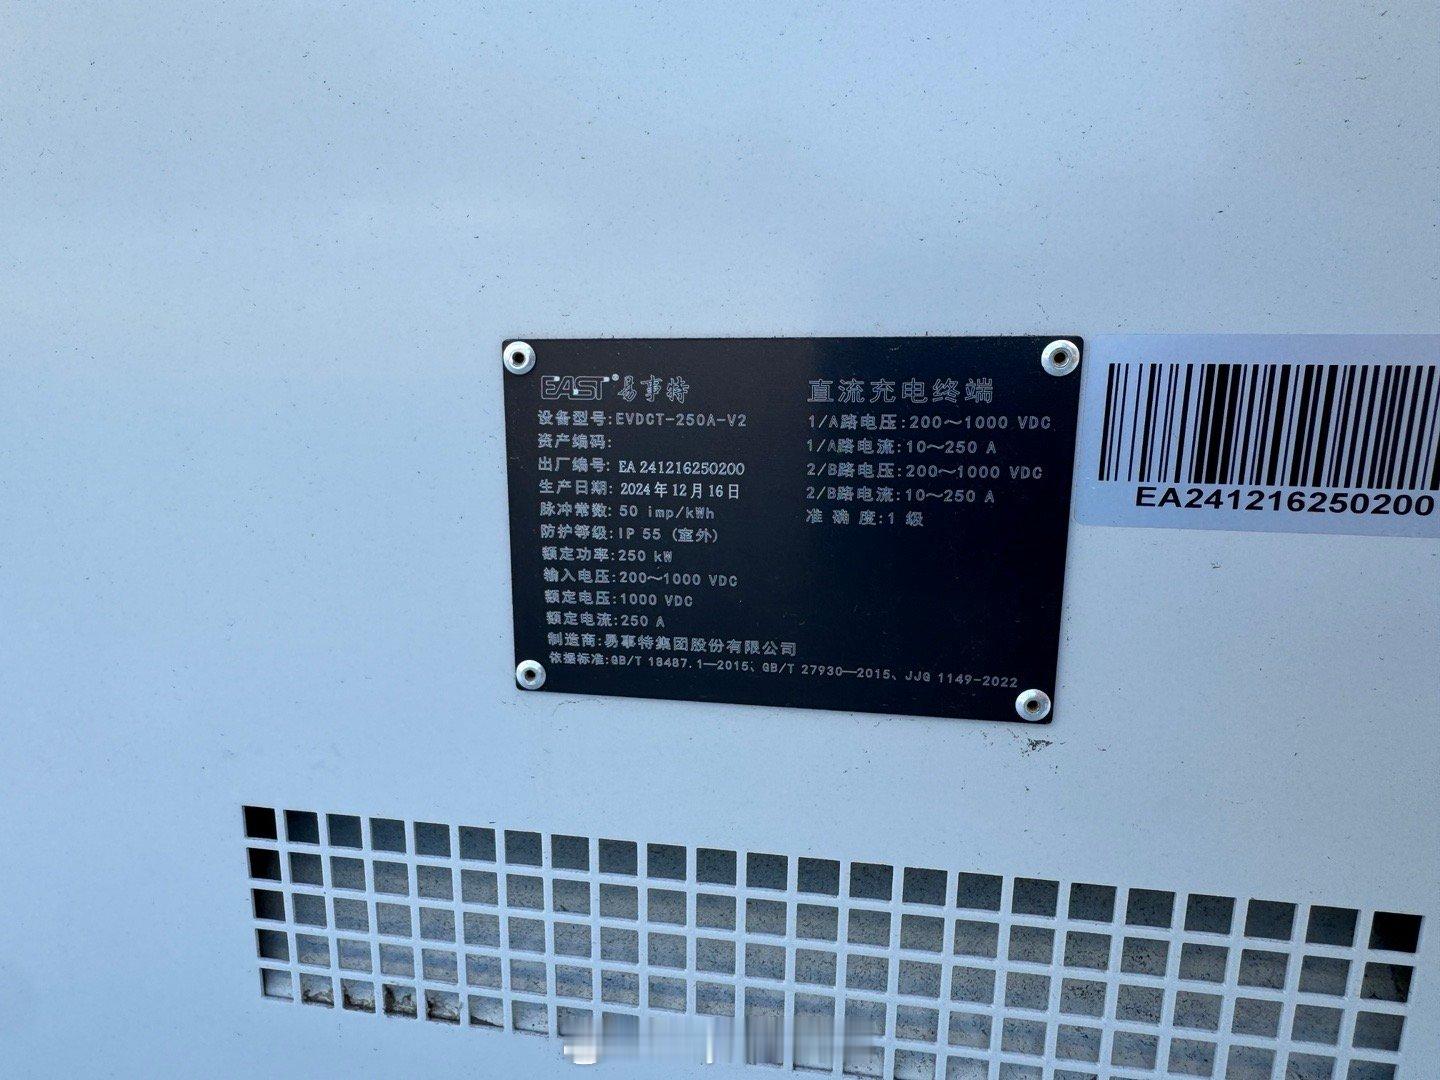 EAST® 易事特
设备型号:EVDCT-250A-V2
资产编码:
出厂编号: EA 241216250200
生产日期: 2024年12月16日
脉冲常数: 50 imp/kWh
防护等级:IP 55 (室外)
额定功率:250 kW
输入电压:200～1000 VDC
额定电压:1000 VDC
额定电流:250 A
制造商:易事特集团股份有限公司
依据标准:GB/T 18487.1—2015、GB/T 27930—2015、JJG 1149-2022
直流充电终端
1/A路电压:200～1000 VDC
1/A路电流:10～250 A
2/B路电压:200～1000 VDC
2/B路电流:10～250 A
准 确 度:1 级
EA241216250200